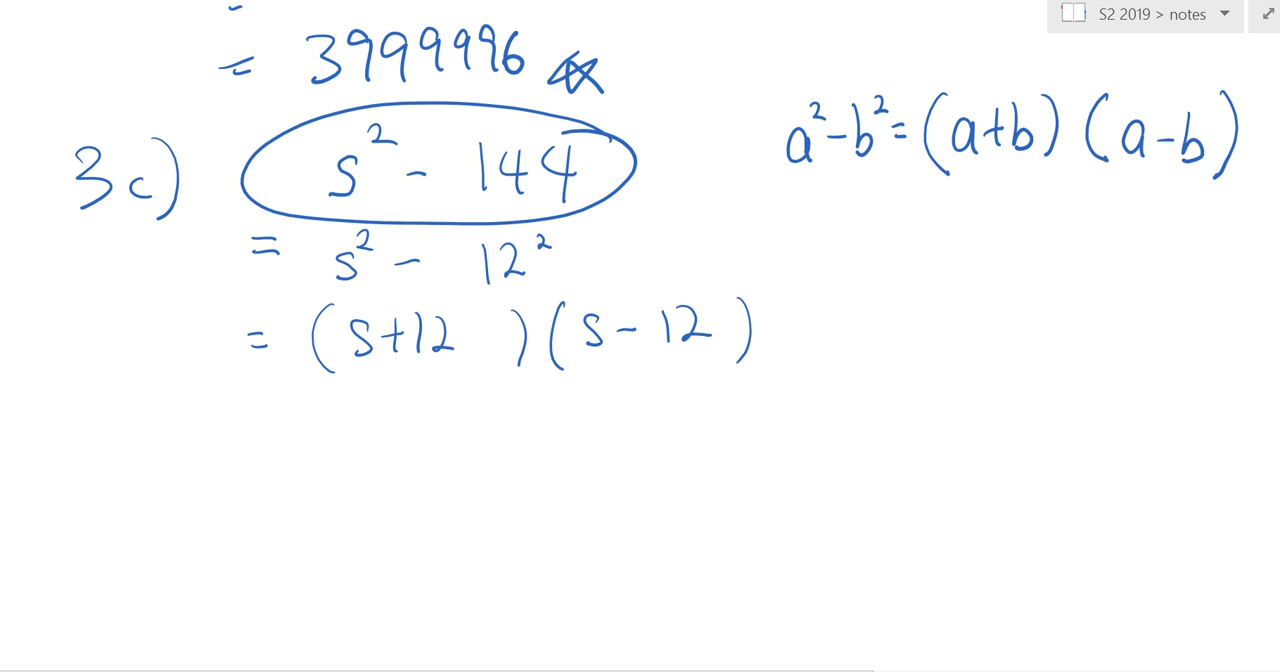 S2 2019 > notes
=
= 3999996
a²-b²= (a+b) (a-b)
3c) s² - 144
= s² - 12²
= (s+12 )(s-12 )